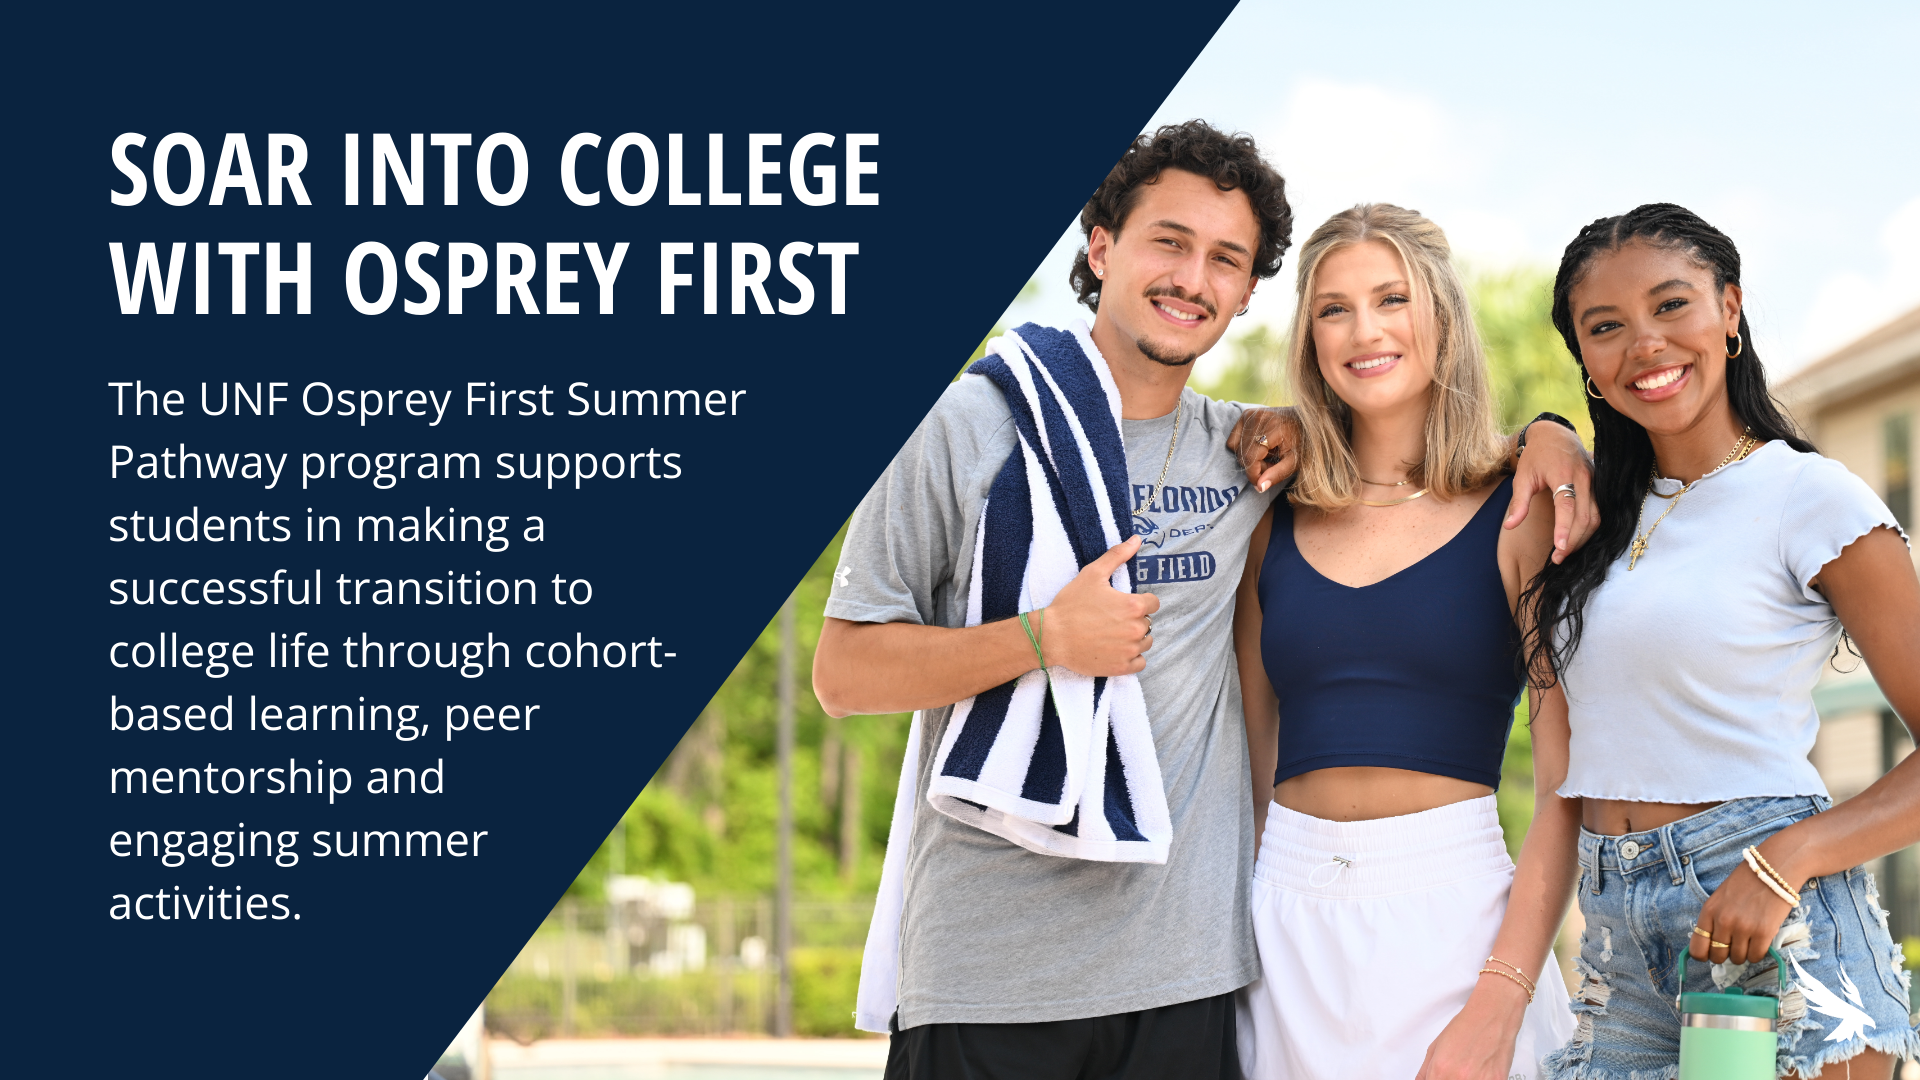 SOAR INTO COLLEGE
WITH OSPREY FIRST
The UNF Osprey First Summer
Pathway program supports
students in making a
successful transition to
college life through cohort-
based learning, peer
mentorship and
engaging summer
activities.
FLORIDA
& FIELD